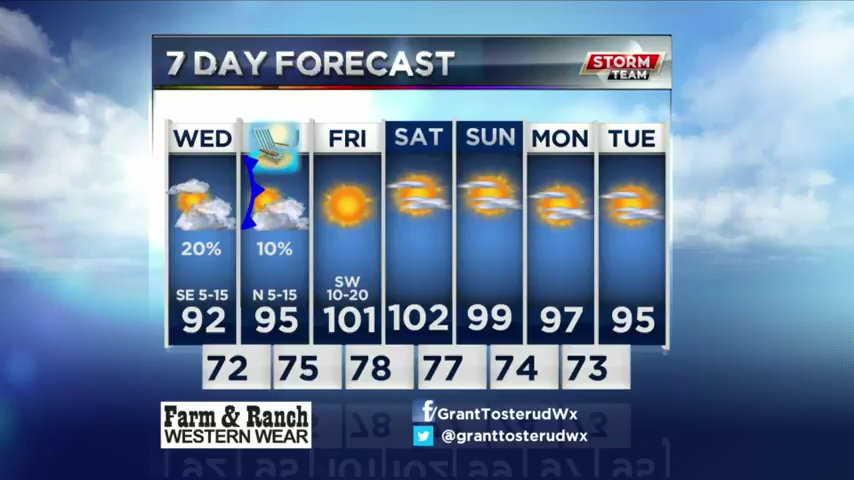 7 DAY FORECAST
STORM
TEAM
WED
FRI
SAT
SUN
MON
TUE
20%
10%
SE 5-15
N 5-15
SW
10-20
92
95
101
102
99
97
95
72
75
78
77
74
73
Farm & Ranch
WESTERN WEAR
f/GrantTosterudWx
@granttosterudwx